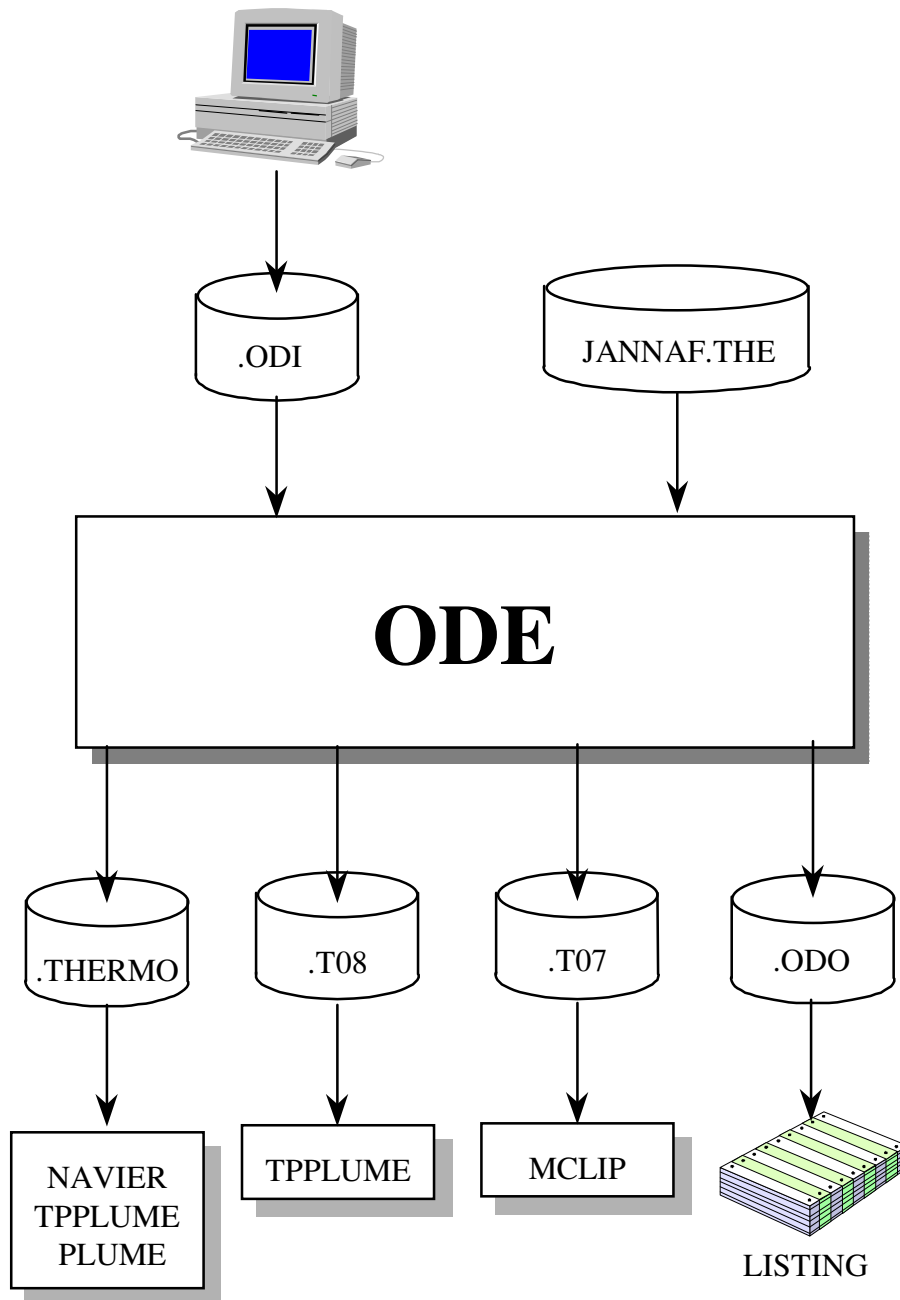 .ODI
JANNAF.THE
ODE
.THERMO
.T08
.T07
.ODO
NAVIER
TPPLUME
PLUME
TPPLUME
MCLIP
LISTING